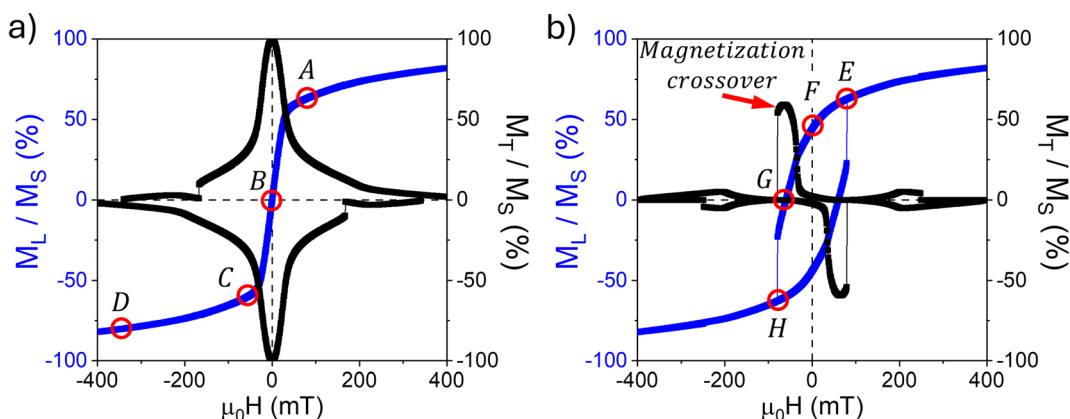 a)
100
50
0
-50
-100
M_L / M_S (%)
A
B
C
D
100
50
0
-50
-100
M_T / M_S (%)
-400 -200 0 200 400
μ₀H (mT)
b)
100
50
0
-50
-100
M_L / M_S (%)
Magnetization
crossover
E
F
G
H
100
50
0
-50
-100
M_T / M_S (%)
-400 -200 0 200 400
μ₀H (mT)